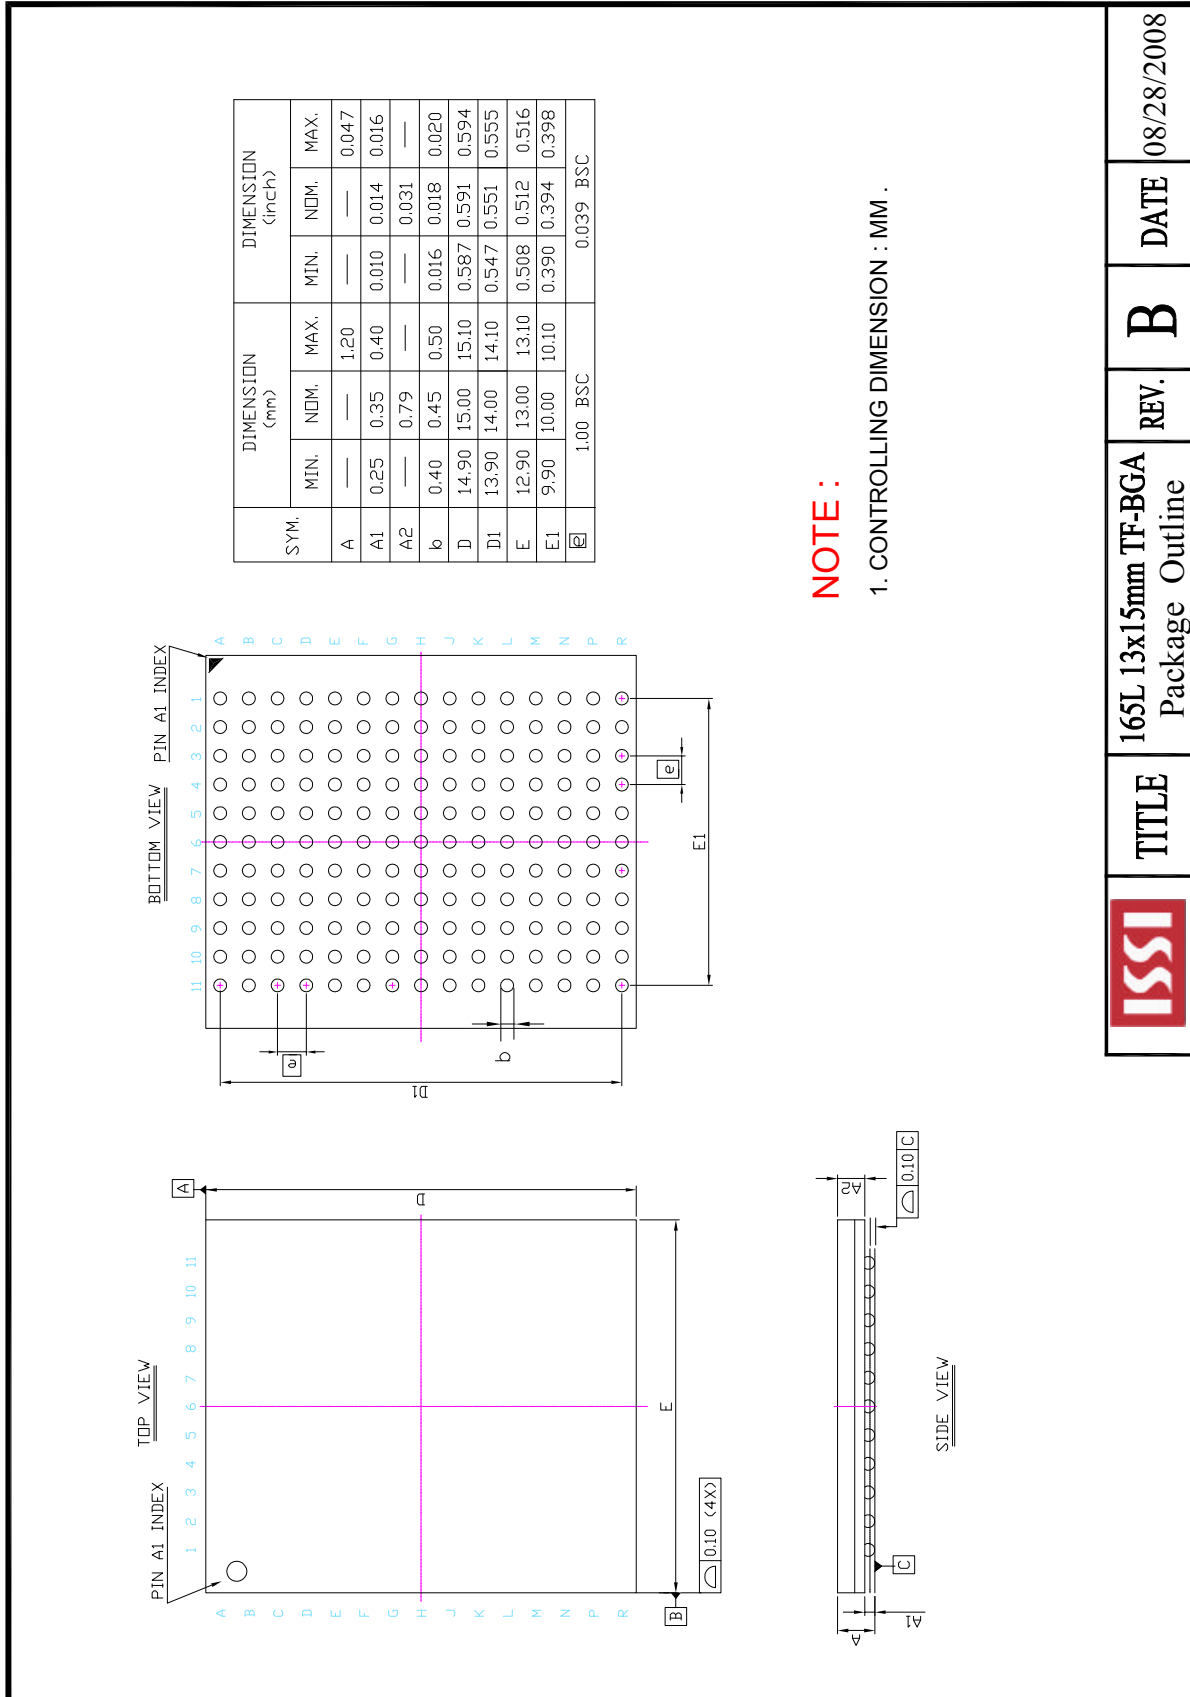 TOP VIEW
PIN A1 INDEX
1 2 3 4 5 6 7 8 9 10 11
A
B
C
D
E
F
G
H
J
K
L
M
N
P
R
A
D
E
B
0.10 (4X)
BOTTOM VIEW
PIN A1 INDEX
11 10 9 8 7 6 5 4 3 2 1
A
B
C
D
E
F
G
H
J
K
L
M
N
P
R
e
D1
b
e
E1
SYM. DIMENSION (mm) DIMENSION (inch)
MIN. NOM. MAX. MIN. NOM. MAX.
A — — 1.20 — — 0.047
A1 0.25 0.35 0.40 0.010 0.014 0.016
A2 — 0.79 — 0.031 —
b 0.40 0.45 0.50 0.016 0.018 0.020
D 14.90 15.00 15.10 0.587 0.591 0.594
D1 13.90 14.00 14.10 0.547 0.551 0.555
E 12.90 13.00 13.10 0.508 0.512 0.516
E1 9.90 10.00 10.10 0.390 0.394 0.398
e 1.00 BSC 0.039 BSC
A
A1
A2
C
0.10 C
SIDE VIEW
NOTE :
1. CONTROLLING DIMENSION : MM .
ISSI
TITLE
165L 13x15mm TF-BGA
Package Outline
REV.
B
DATE
08/28/2008